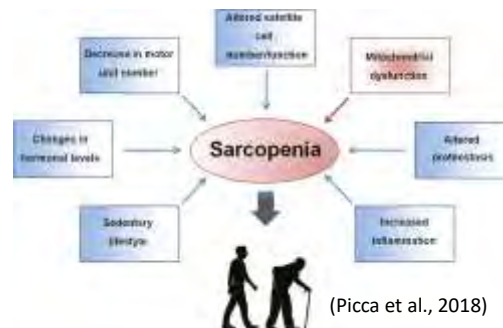 Altered satellite
cell
number/function
Decrease in motor
unit number
Mitochondrial
dysfunction
Changes in
hormonal levels
Sarcopenia
Altered
proteostasis
Sedentary
lifestyle
Increased
inflammation
(Picca et al., 2018)